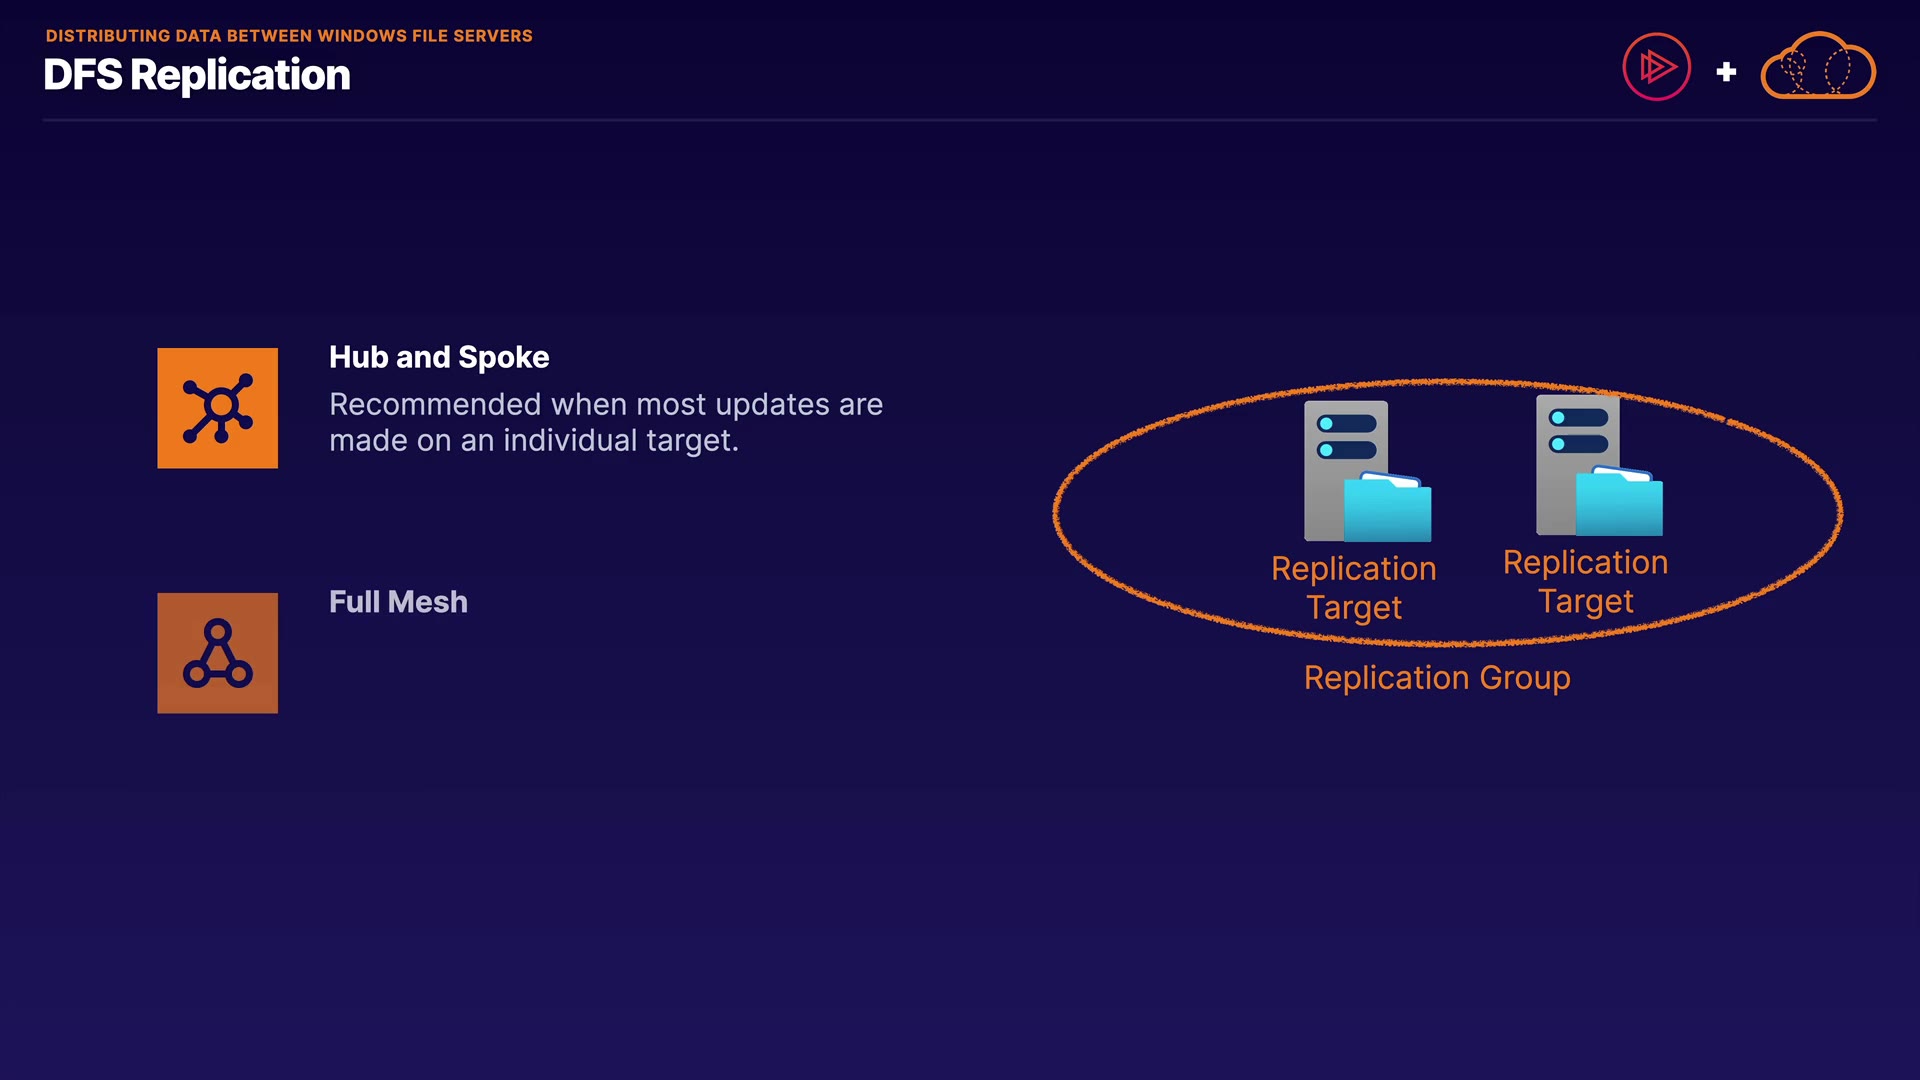 DISTRIBUTING DATA BETWEEN WINDOWS FILE SERVERS
DFS Replication
Hub and Spoke
Recommended when most updates are
made on an individual target.
Full Mesh
Replication
Target
Replication
Target
Replication Group